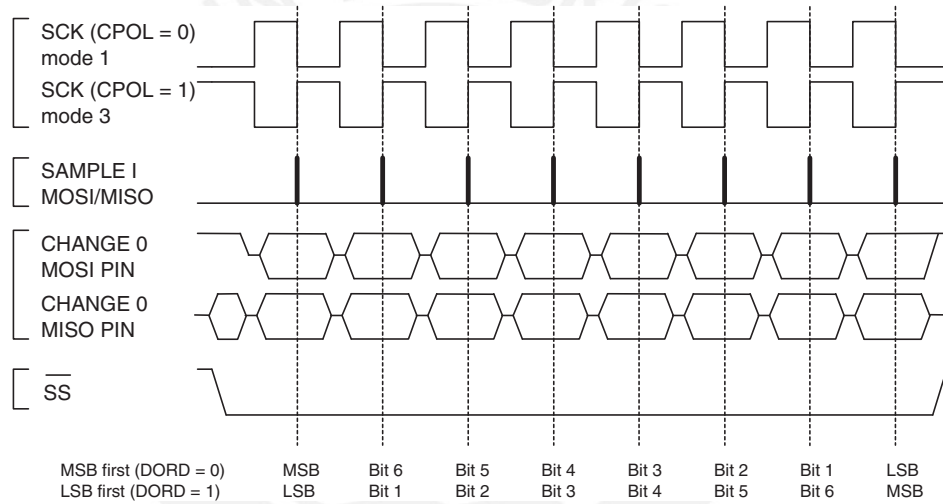 SCK (CPOL = 0)
mode 1
SCK (CPOL = 1)
mode 3
SAMPLE I
MOSI/MISO
CHANGE 0
MOSI PIN
CHANGE 0
MISO PIN
SS
MSB first (DORD = 0) MSB Bit 6 Bit 5 Bit 4 Bit 3 Bit 2 Bit 1 LSB
LSB first (DORD = 1) LSB Bit 1 Bit 2 Bit 3 Bit 4 Bit 5 Bit 6 MSB